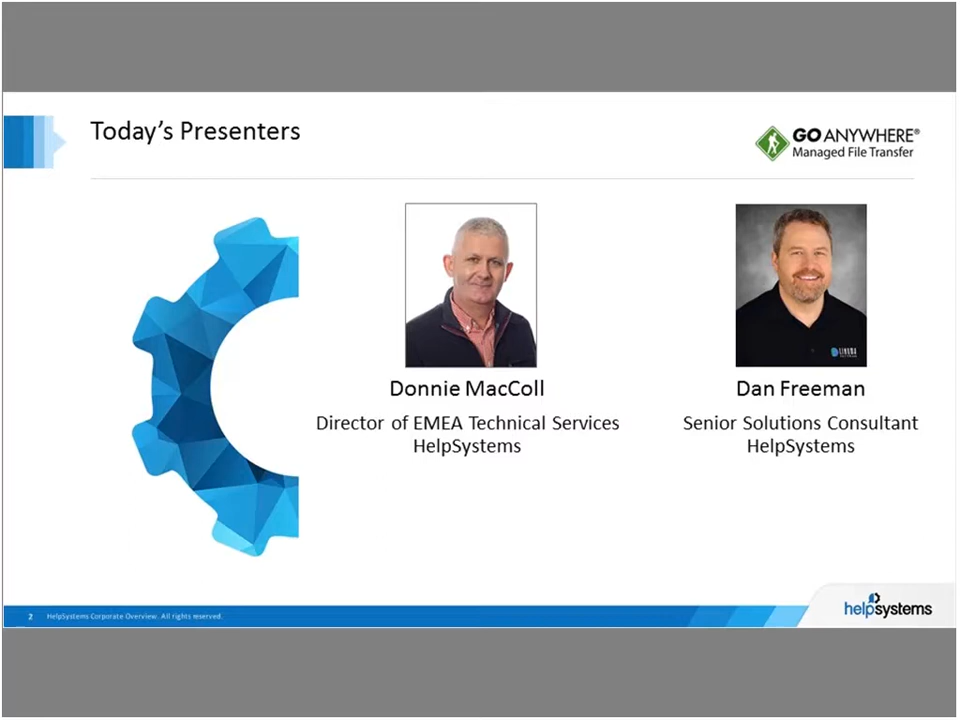 Today's Presenters
GO ANYWHERE®
Managed File Transfer
Donnie MacColl
Director of EMEA Technical Services
HelpSystems
Dan Freeman
Senior Solutions Consultant
HelpSystems
2 HelpSystems Corporate Overview. All rights reserved.
helpsystems